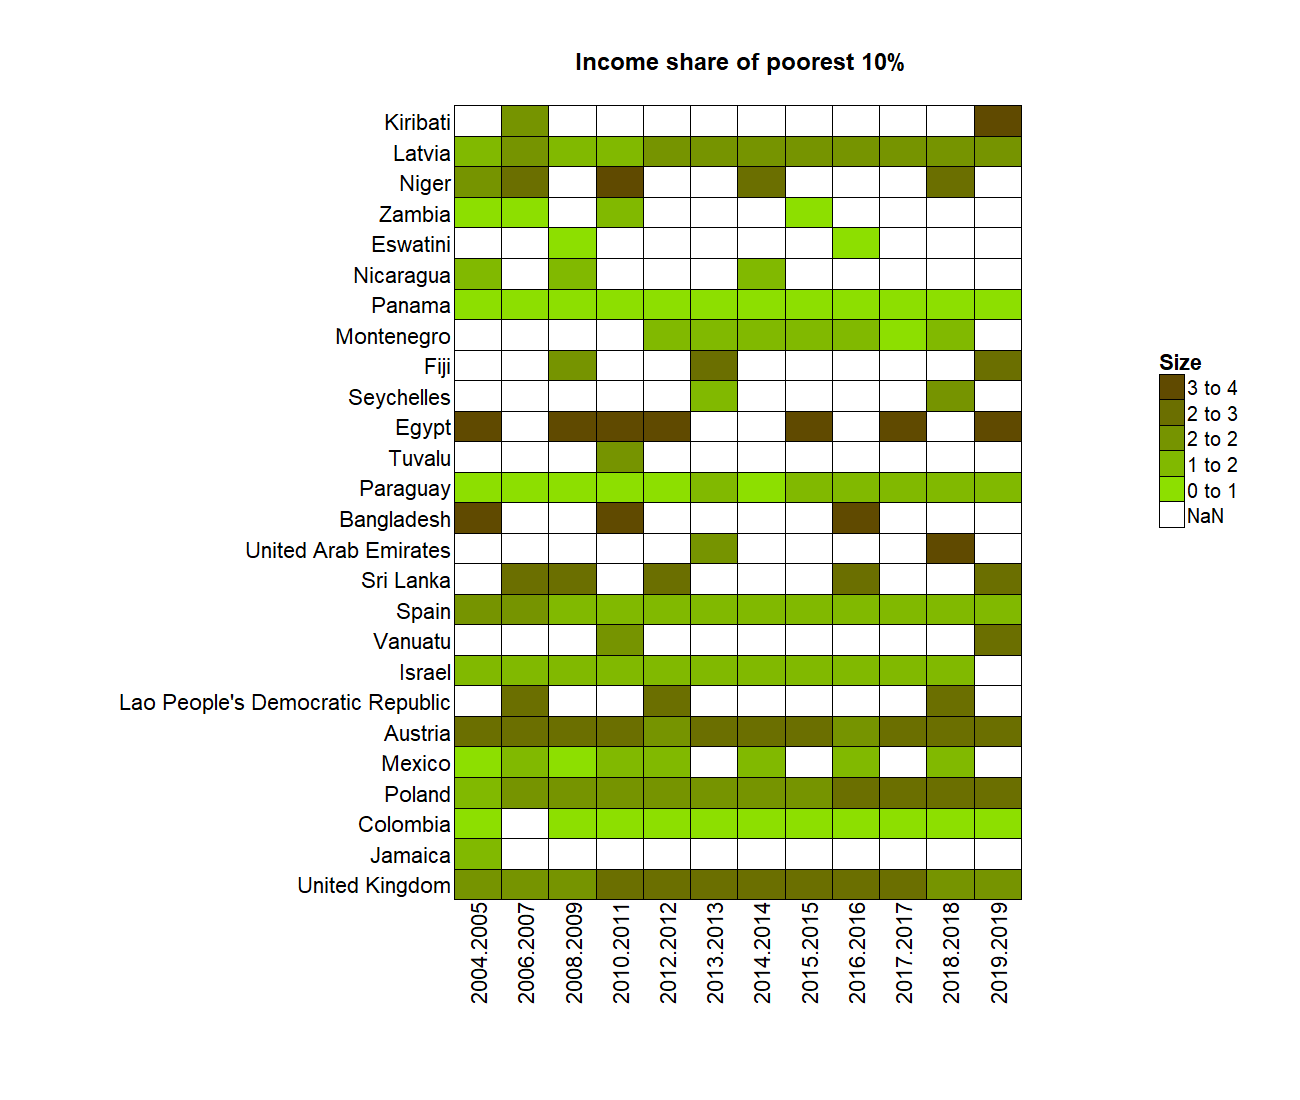 Income share of poorest 10%
Kiribati
Latvia
Niger
Zambia
Eswatini
Nicaragua
Panama
Montenegro
Fiji
Seychelles
Egypt
Tuvalu
Paraguay
Bangladesh
United Arab Emirates
Sri Lanka
Spain
Vanuatu
Israel
Lao People's Democratic Republic
Austria
Mexico
Poland
Colombia
Jamaica
United Kingdom
2004.2005
2006.2007
2008.2009
2010.2011
2012.2012
2013.2013
2014.2014
2015.2015
2016.2016
2017.2017
2018.2018
2019.2019
Size
3 to 4
2 to 3
2 to 2
1 to 2
0 to 1
NaN